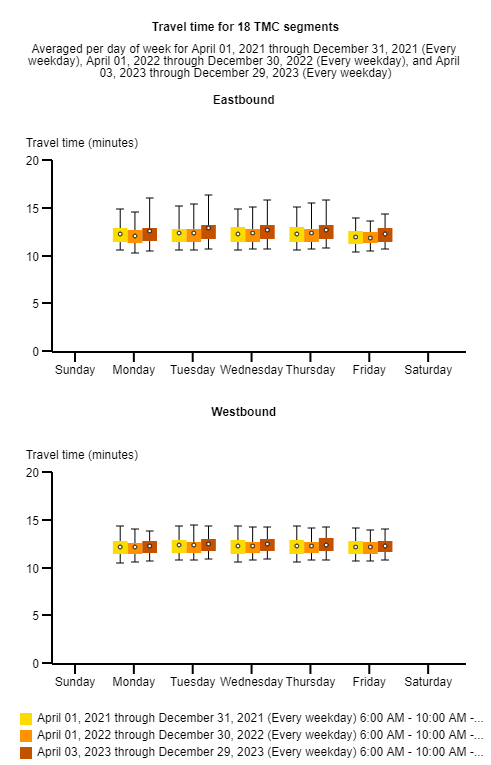 Travel time for 18 TMC segments
Averaged per day of week for April 01, 2021 through December 31, 2021 (Every
weekday), April 01, 2022 through December 30, 2022 (Every weekday), and April
03, 2023 through December 29, 2023 (Every weekday)
Eastbound
Travel time (minutes)
20
15
10
5
0
Sunday Monday Tuesday Wednesday Thursday Friday Saturday
Westbound
Travel time (minutes)
20
15
10
5
0
Sunday Monday Tuesday Wednesday Thursday Friday Saturday
April 01, 2021 through December 31, 2021 (Every weekday) 6:00 AM - 10:00 AM -...
April 01, 2022 through December 30, 2022 (Every weekday) 6:00 AM - 10:00 AM -...
April 03, 2023 through December 29, 2023 (Every weekday) 6:00 AM - 10:00 AM -...